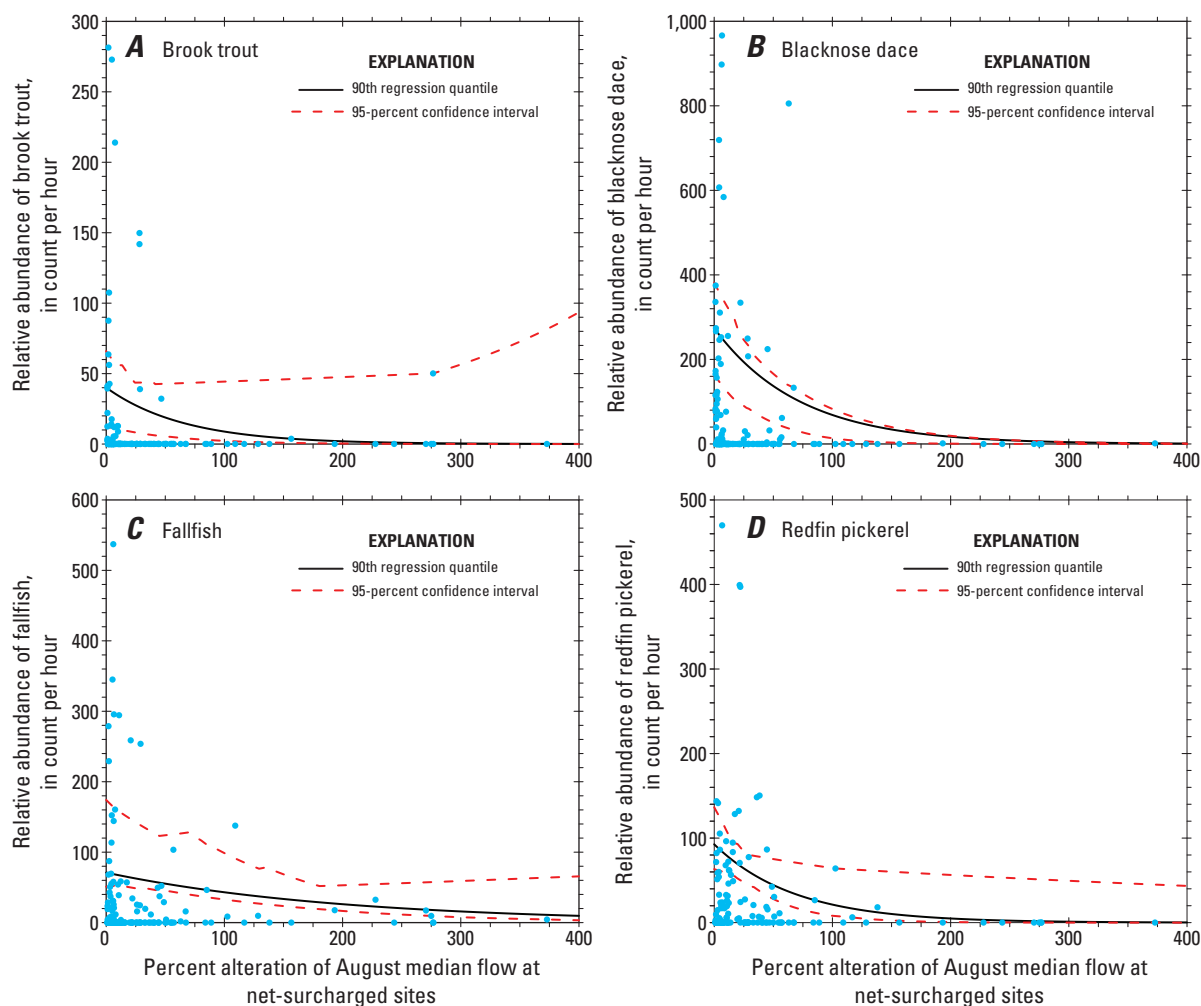 A Brook trout
EXPLANATION
90th regression quantile
95-percent confidence interval
Relative abundance of brook trout,
in count per hour
300
250
200
150
100
50
0
0 100 200 300 400
B Blacknose dace
EXPLANATION
90th regression quantile
95-percent confidence interval
Relative abundance of blacknose dace,
in count per hour
1,000
800
600
400
200
0
0 100 200 300 400
C Fallfish
EXPLANATION
90th regression quantile
95-percent confidence interval
Relative abundance of fallfish,
in count per hour
600
500
400
300
200
100
0
0 100 200 300 400
Percent alteration of August median flow at
net-surcharged sites
D Redfin pickerel
EXPLANATION
90th regression quantile
95-percent confidence interval
Relative abundance of redfin pickerel,
in count per hour
500
400
300
200
100
0
0 100 200 300 400
Percent alteration of August median flow at
net-surcharged sites